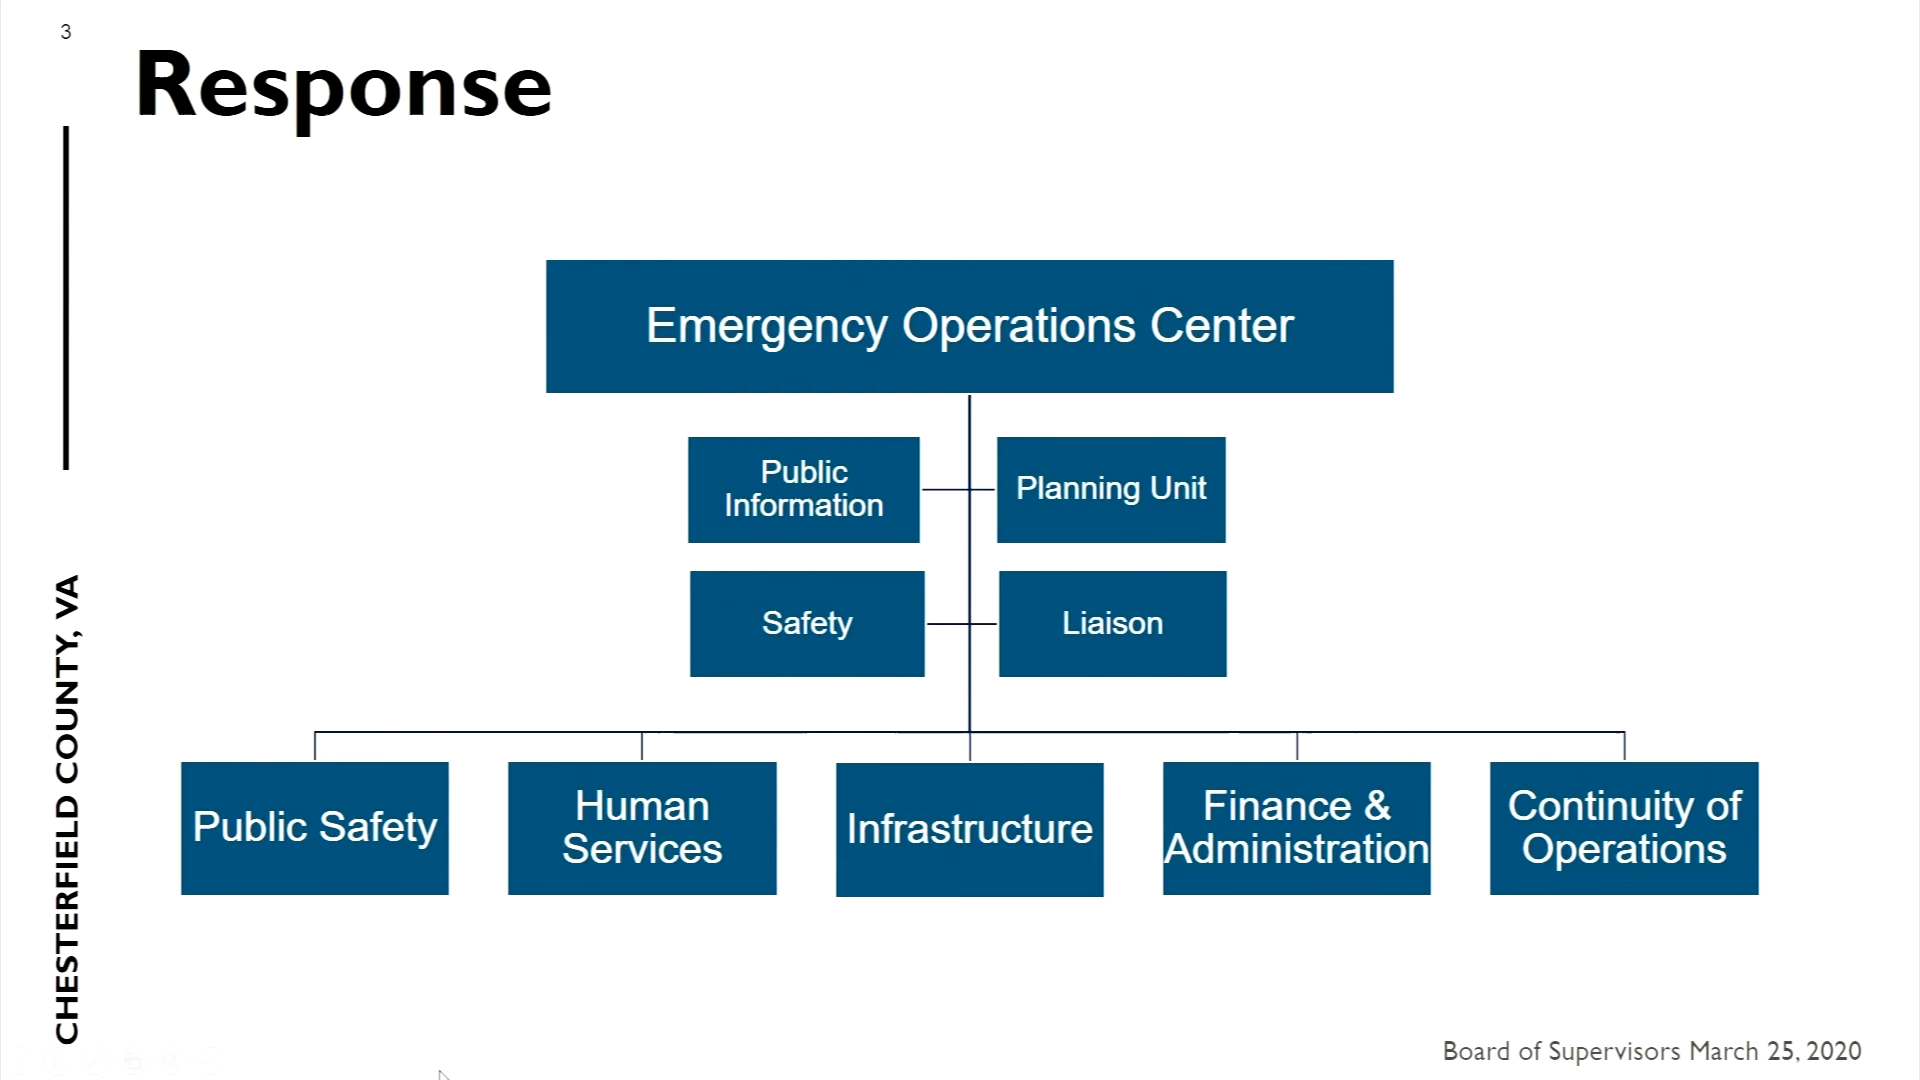 3
Response
Emergency Operations Center
Public
Information
Planning Unit
Safety
Liaison
Public Safety
Human
Services
Infrastructure
Finance &
Administration
Continuity of
Operations
CHESTERFIELD COUNTY, VA
Board of Supervisors March 25, 2020